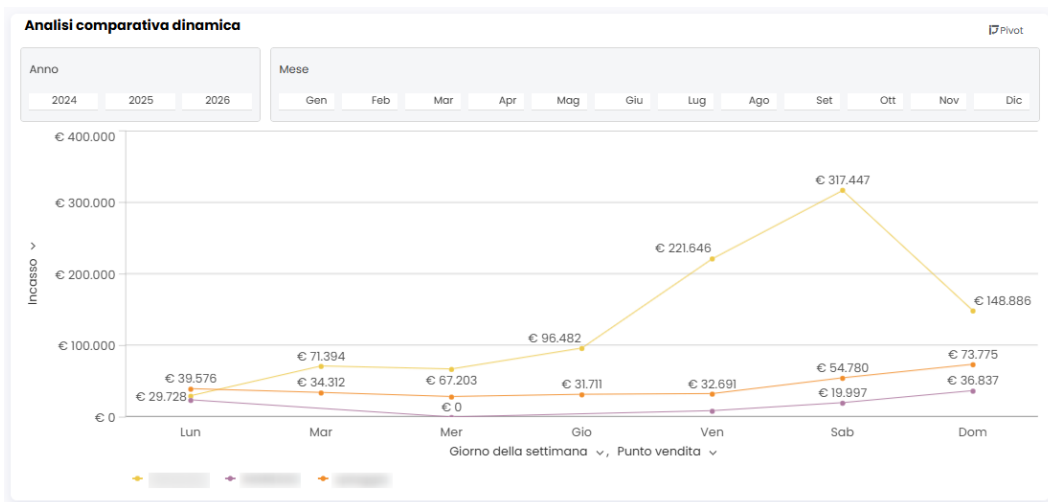 Analisi comparativa dinamica
Pivot
Anno
2024 2025 2026
Mese
Gen Feb Mar Apr Mag Giu Lug Ago Set Ott Nov Dic
€ 400.000
€ 300.000
€ 200.000
€ 100.000
€ 0
Incasso
€ 39.576
€ 29.728
€ 71.394
€ 34.312
€ 67.203
€ 0
€ 96.482
€ 31.711
€ 221.646
€ 32.691
€ 317.447
€ 54.780
€ 19.997
€ 148.886
€ 73.775
€ 36.837
Lun Mar Mer Gio Ven Sab Dom
Giorno della settimana , Punto vendita